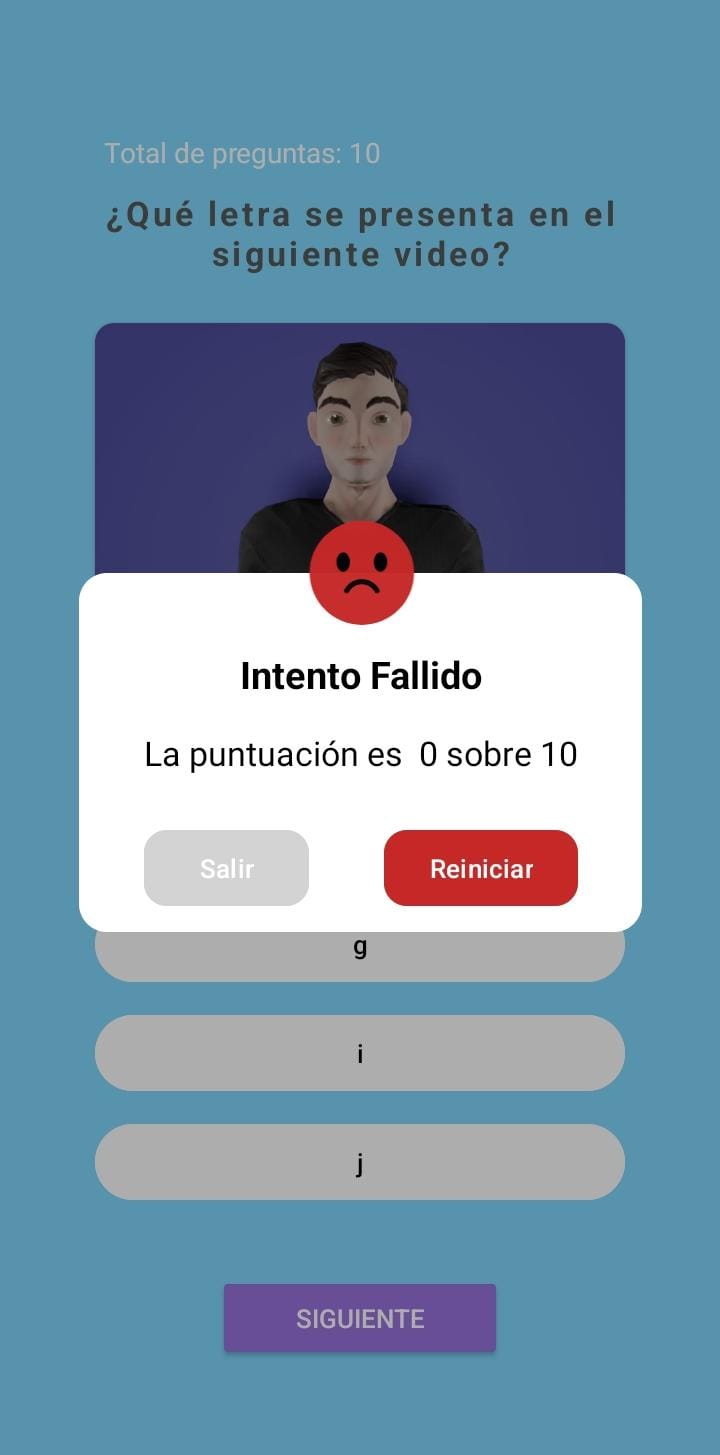 Total de preguntas: 10
¿Qué letra se presenta en el
siguiente video?
Intento Fallido
La puntuación es  0 sobre 10
Salir
Reiniciar
g
i
j
SIGUIENTE